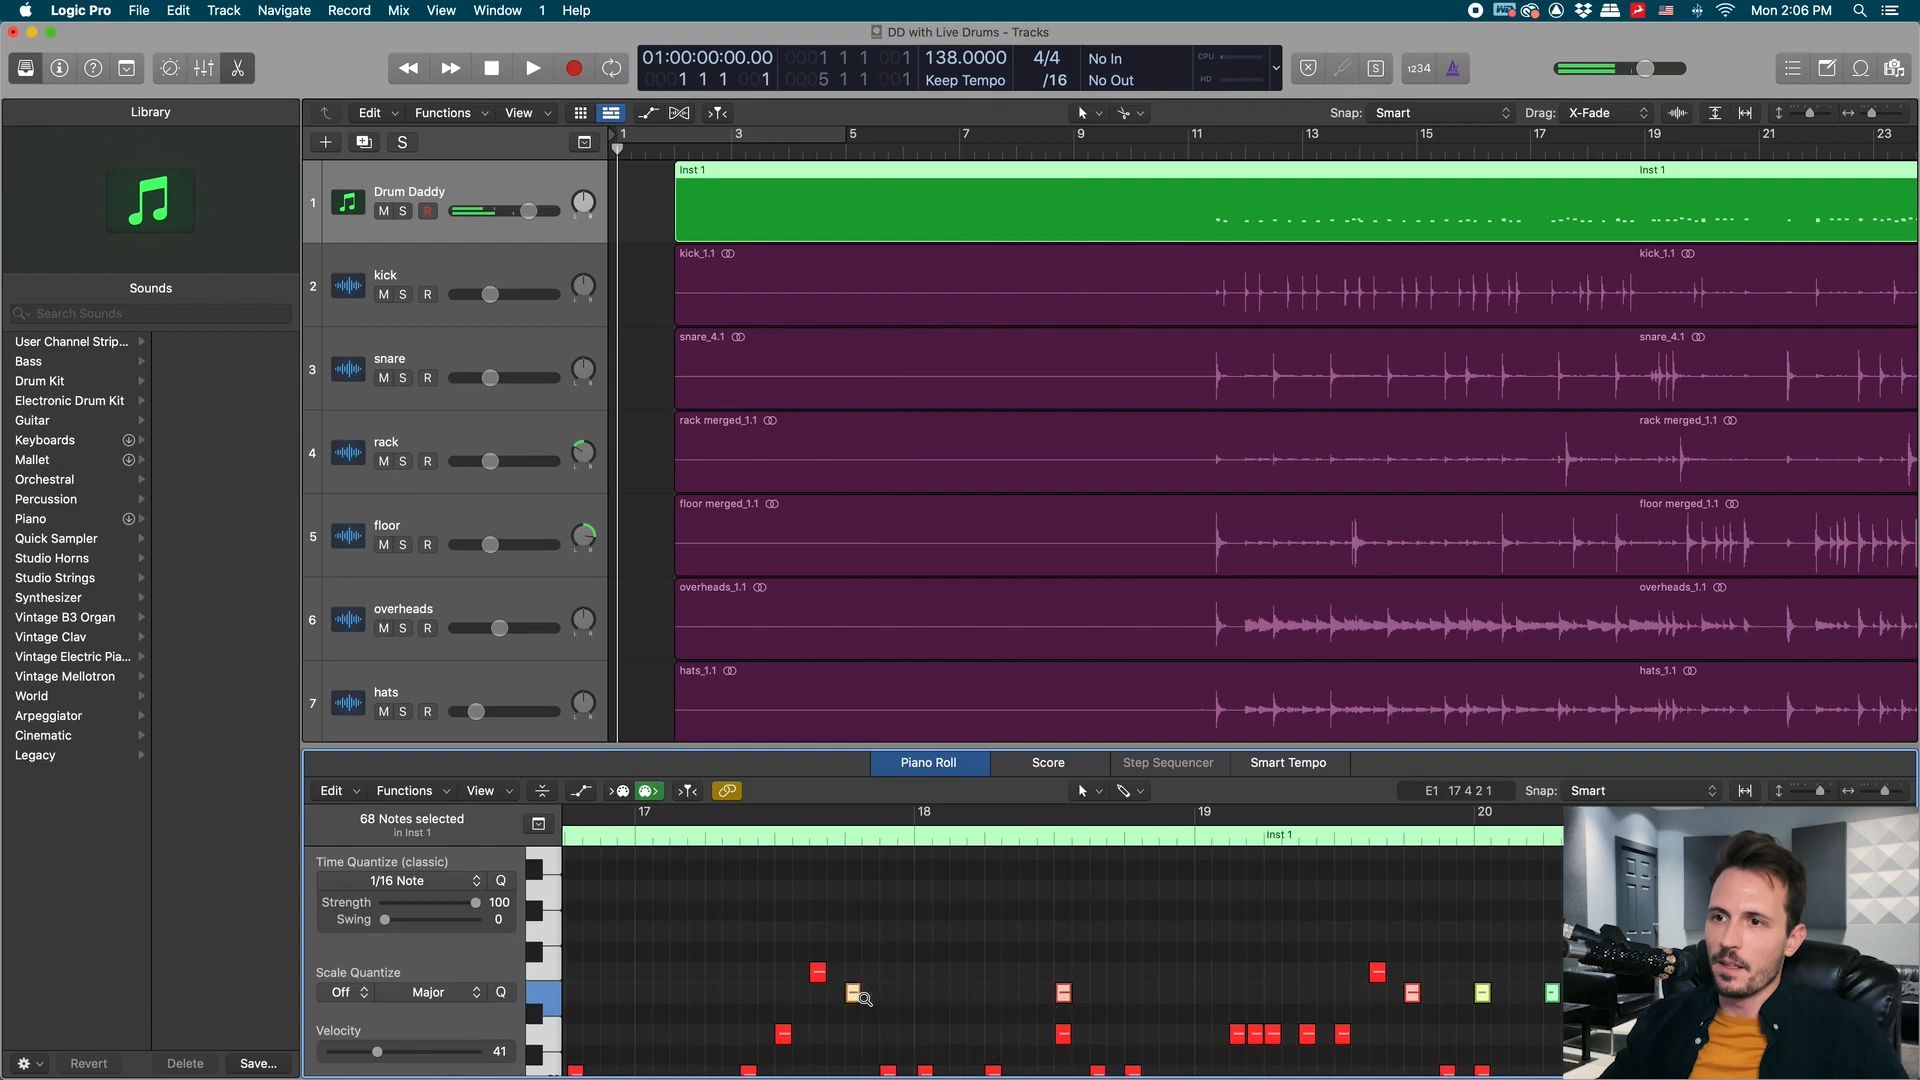 Logic Pro File Edit Track Navigate Record Mix View Window 1 Help
Mon 2:06 PM
DD with Live Drums - Tracks
01:00:00:00.00
1 1 1 001
138.0000
Keep Tempo
4/4
/16
No In
No Out
CPU
HD
1234
Library
Edit Functions View
Snap: Smart
Drag: X-Fade
1 3 5 7 9 11 13 15 17 19 21 23
S
Sounds
Search Sounds
User Channel Strip...
Bass
Drum Kit
Electronic Drum Kit
Guitar
Keyboards
Mallet
Orchestral
Percussion
Piano
Quick Sampler
Studio Horns
Studio Strings
Synthesizer
Vintage B3 Organ
Vintage Clav
Vintage Electric Pia...
Vintage Mellotron
World
Arpeggiator
Cinematic
Legacy
Revert Delete Save...
1 Drum Daddy
M S R
L R
Inst 1 Inst 1
2 kick
M S R
L R
kick_1.1 kick_1.1
3 snare
M S R
L R
snare_4.1 snare_4.1
4 rack
M S R
L R
rack merged_1.1 rack merged_1.1
5 floor
M S R
L R
floor merged_1.1 floor merged_1.1
6 overheads
M S R
L R
overheads_1.1 overheads_1.1
7 hats
M S R
L R
hats_1.1 hats_1.1
Piano Roll Score Step Sequencer Smart Tempo
Edit Functions View
E1 17 4 2 1
Snap: Smart
68 Notes selected
in Inst 1
17 18 19 20
Inst 1
Time Quantize (classic)
1/16 Note Q
Strength 100
Swing 0
Scale Quantize
Off Major Q
Velocity
41